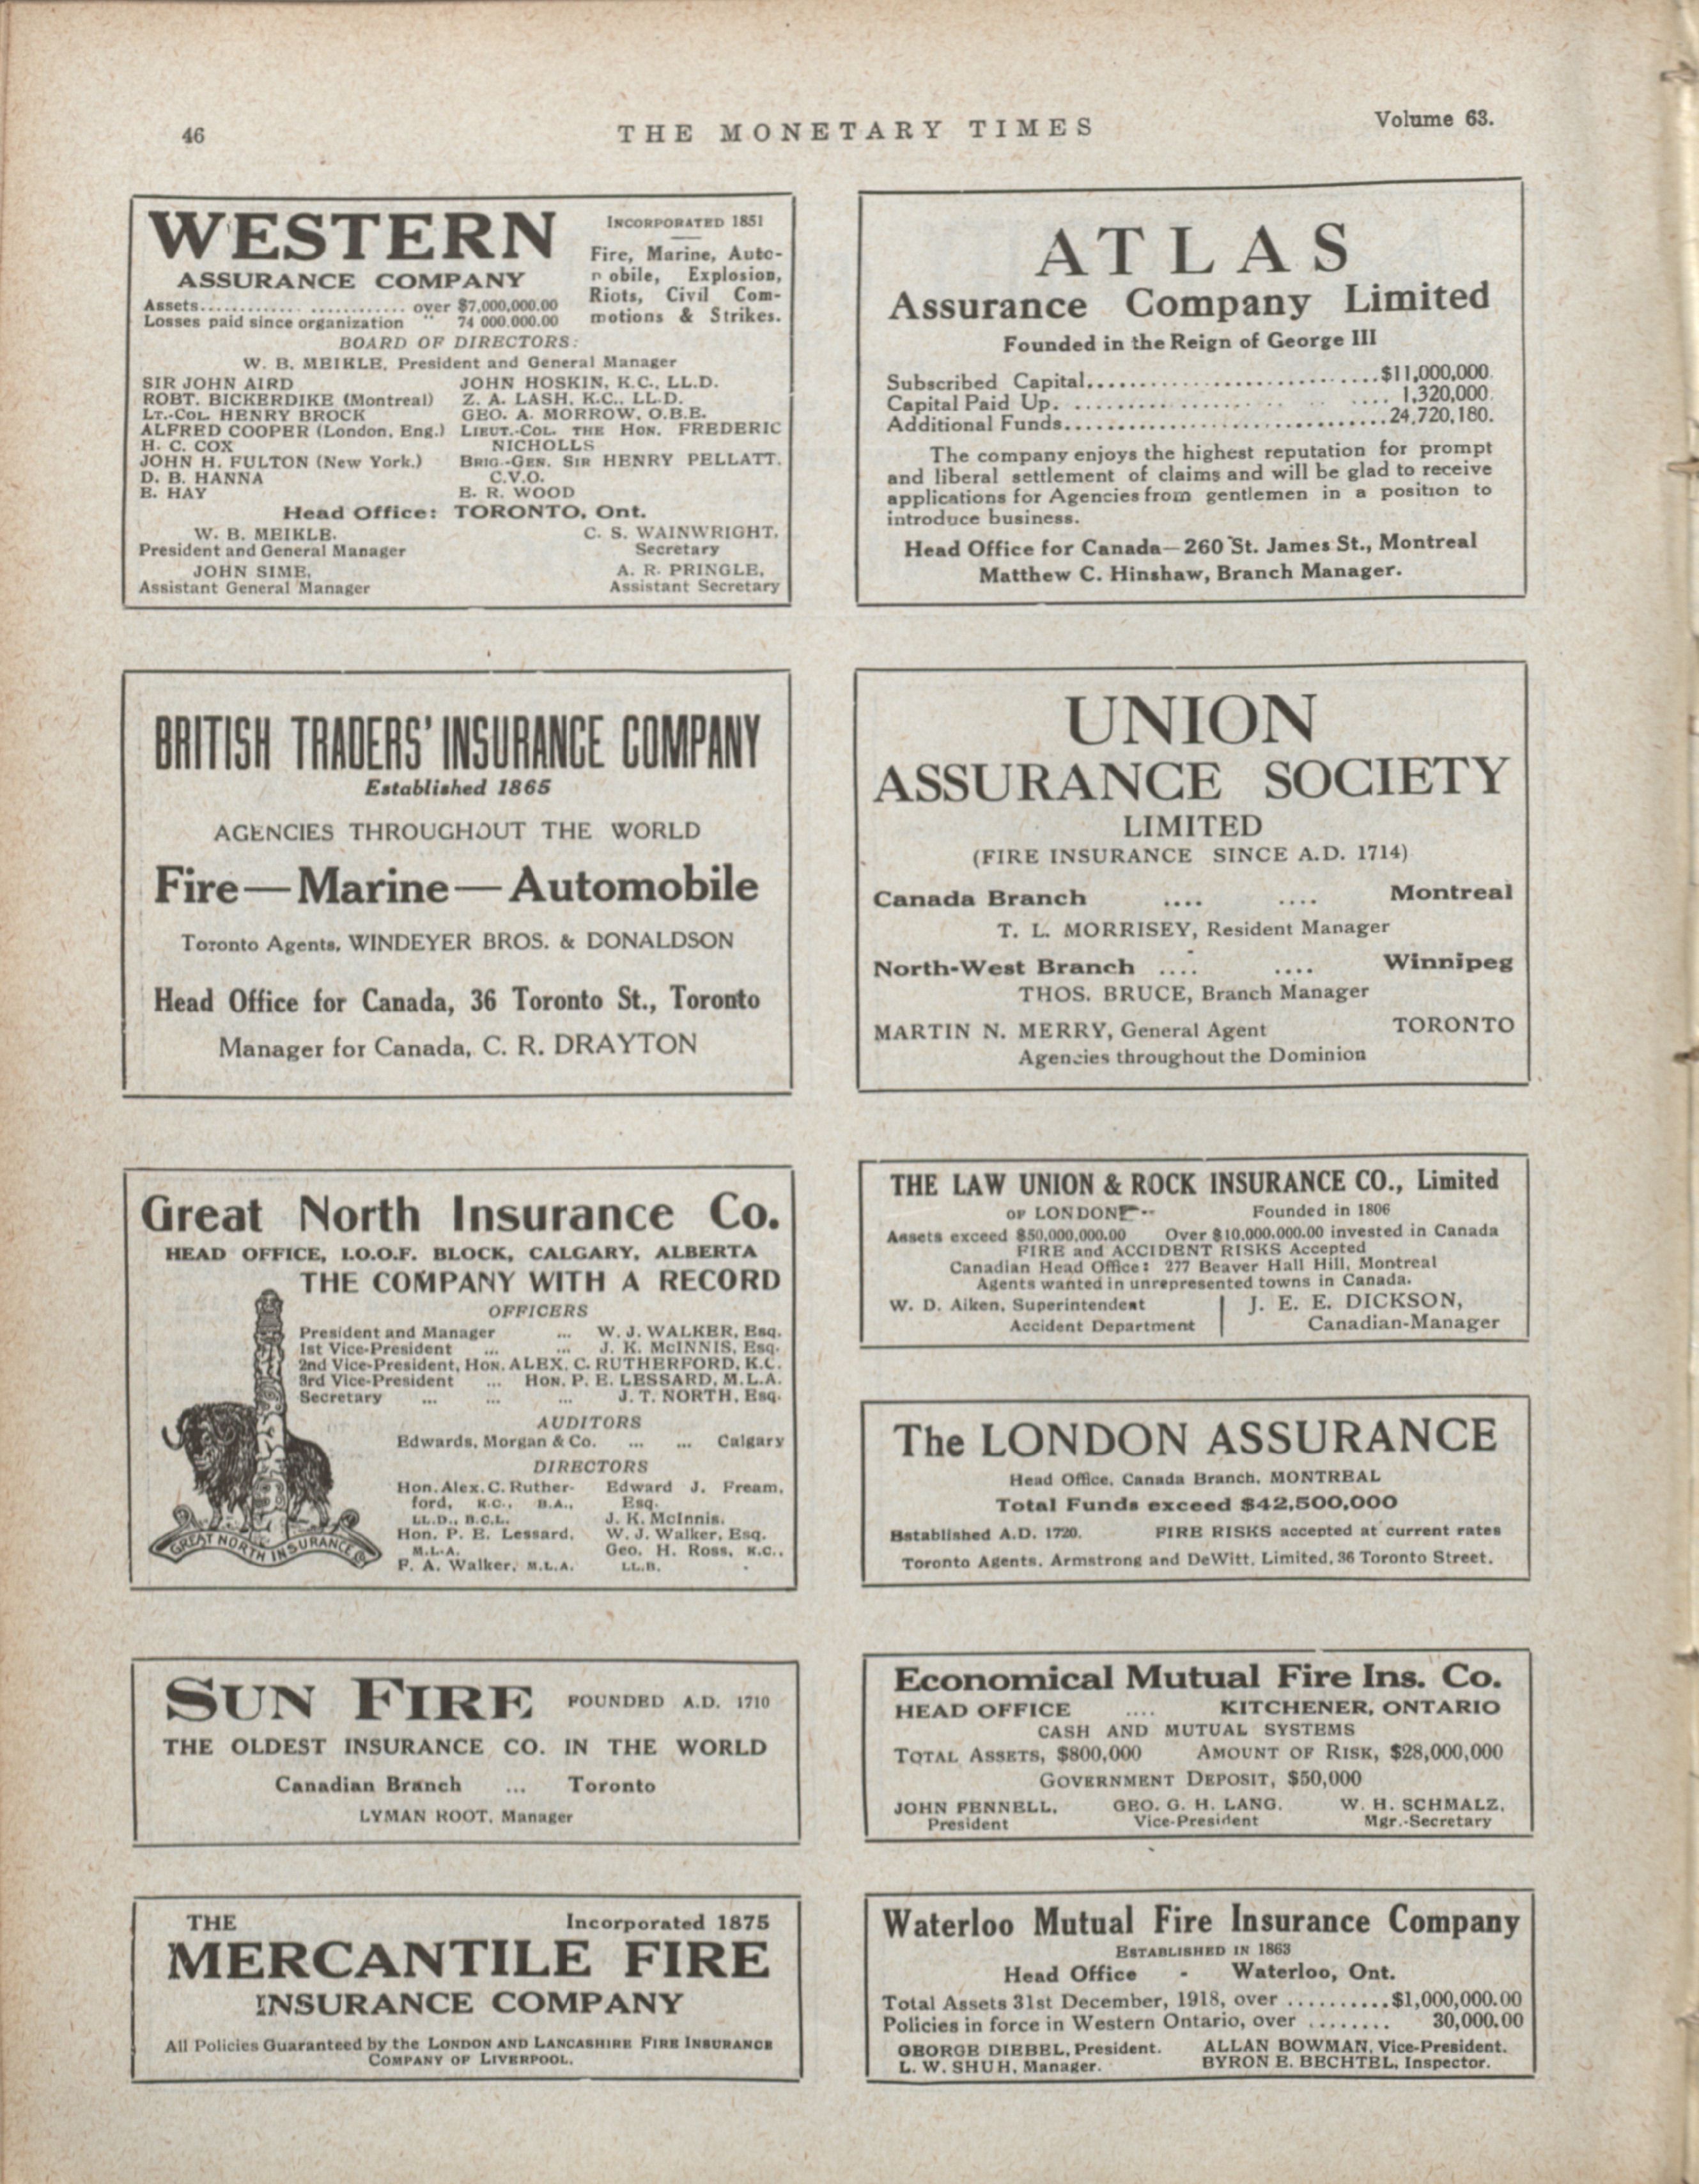 46
THE MONETARY TIMES
Volume 63.
WESTERN
ASSURANCE COMPANY
INCORPORATED 1851
Fire, Marine, Auto-
obile, Explosion,
Riots, Civil Com-
motions & Strikes.
Assets.............. ............ over $7,000,000.00
Losses paid since organization " 74 000.000.00
BOARD OF DIRECTORS:
W. B. MEIKLE, President and General Manager
SIR JOHN AIRD
ROBT. BICKERDIKE (Montreal)
LT.-COL. HENRY BROCK
ALFRED COOPER (London, Eng.)
H. C. COX
JOHN H. FULTON (New York.)
D. B. HANNA
E. HAY
JOHN HOSKIN, K.C., LL.D.
Z. A. LASH, K.C., LL.D.
GEO. A. MORROW, O.B.E.
LIEUT.-COL. THE HON. FREDERIC
NICHOLLS
BRIG.-GEN. SIR HENRY PELLATT,
C.V.O.
E. R. WOOD
Head Office: TORONTO, Ont.
W. B. MEIKLE,
President and General Manager
JOHN SIME,
Assistant General Manager
C. S. WAINWRIGHT,
Secretary
A. R. PRINGLE,
Assistant Secretary
ATLAS
Assurance Company Limited
Founded in the Reign of George III
Subscribed Capital..............................$11,000,000.
Capital Paid Up. .................... .... 1,320,000.
Additional Funds................................24,720,180.
The company enjoys the highest reputation for prompt
and liberal settlement of claims and will be glad to receive
applications for Agencies from gentlemen in a position to
introduce business.
Head Office for Canada—260 St. James St., Montreal
Matthew C. Hinshaw, Branch Manager.
BRITISH TRADERS' INSURANCE COMPANY
Established 1865
AGENCIES THROUGHOUT THE WORLD
Fire—Marine—Automobile
Toronto Agents, WINDEYER BROS. & DONALDSON
Head Office for Canada, 36 Toronto St., Toronto
Manager for Canada, C. R. DRAYTON
UNION
ASSURANCE SOCIETY
LIMITED
(FIRE INSURANCE SINCE A.D. 1714)
Canada Branch .... .... Montreal
T. L. MORRISEY, Resident Manager
North-West Branch .... .... Winnipeg
THOS. BRUCE, Branch Manager
MARTIN N. MERRY, General Agent TORONTO
Agencies throughout the Dominion
Great North Insurance Co.
HEAD OFFICE, I.O.O.F. BLOCK, CALGARY, ALBERTA
THE COMPANY WITH A RECORD
OFFICERS
President and Manager ... W. J. WALKER, Esq.
1st Vice-President ... ... J. K. McINNIS, Esq.
2nd Vice-President, HON. ALEX. C. RUTHERFORD, K.C.
3rd Vice-President ... HON. P. E. LESSARD, M.L.A.
Secretary ... ... ... J. T. NORTH, Esq.
AUDITORS
Edwards, Morgan & Co. ... ... Calgary
DIRECTORS
Hon. Alex. C. Ruther-
ford, K.C., B.A.,
LL.D., B.C.L.
Hon. P. E. Lessard,
M.L.A.
F. A. Walker, M.L.A.
Edward J. Fream,
Esq.
J. K. McInnis.
W. J. Walker, Esq.
Geo. H. Ross, K.C.,
LL.B.
GREAT NORTH INSURANCE Co
THE LAW UNION & ROCK INSURANCE CO., Limited
OF LONDON Founded in 1806
Assets exceed $50,000,000.00 Over $10,000,000.00 invested in Canada
FIRE and ACCIDENT RISKS Accepted
Canadian Head Office: 277 Beaver Hall Hill, Montreal
Agents wanted in unrepresented towns in Canada.
W. D. Aiken, Superintendent
Accident Department
J. E. E. DICKSON,
Canadian-Manager
The LONDON ASSURANCE
Head Office, Canada Branch, MONTREAL
Total Funds exceed $42,500,000
Established A.D. 1720. FIRE RISKS accepted at current rates
Toronto Agents, Armstrong and DeWitt, Limited, 36 Toronto Street.
SUN FIRE FOUNDED A.D. 1710
THE OLDEST INSURANCE CO. IN THE WORLD
Canadian Branch ... Toronto
LYMAN ROOT, Manager
Economical Mutual Fire Ins. Co.
HEAD OFFICE .... KITCHENER, ONTARIO
CASH AND MUTUAL SYSTEMS
TOTAL ASSETS, $800,000 AMOUNT OF RISK, $28,000,000
GOVERNMENT DEPOSIT, $50,000
JOHN FENNELL, GEO. G. H. LANG, W. H. SCHMALZ,
President Vice-President Mgr.-Secretary
THE Incorporated 1875
MERCANTILE FIRE
INSURANCE COMPANY
All Policies Guaranteed by the LONDON AND LANCASHIRE FIRE INSURANCE
COMPANY OF LIVERPOOL.
Waterloo Mutual Fire Insurance Company
ESTABLISHED IN 1863
Head Office - Waterloo, Ont.
Total Assets 31st December, 1918, over ..........$1,000,000.00
Policies in force in Western Ontario, over ........ 30,000.00
GEORGE DIEBEL, President. ALLAN BOWMAN, Vice-President.
L. W. SHUH, Manager. BYRON E. BECHTEL, Inspector.